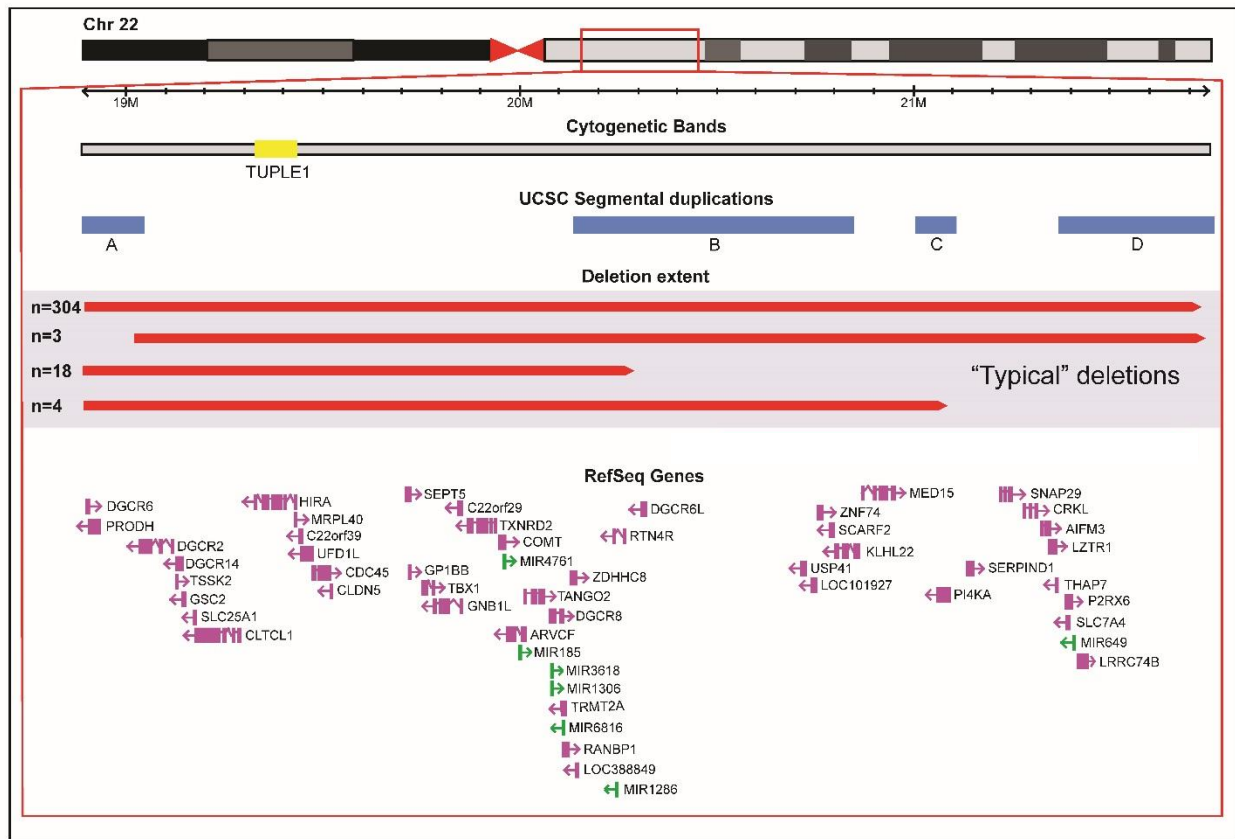 Chr 22
19M 20M 21M
Cytogenetic Bands
TUPLE1
UCSC Segmental duplications
A B C D
Deletion extent
n=304
n=3
n=18
"Typical" deletions
n=4
RefSeq Genes
DGCR6
PRODH
DGCR2
DGCR14
TSSK2
GSC2
SLC25A1
CLTCL1
HIRA
MRPL40
C22orf39
UFD1L
CDC45
CLDN5
SEPT5
C22orf29
TXNRD2
COMT
MIR4761
GP1BB
TBX1
GNB1L
TANGO2
DGCR8
ARVCF
MIR185
MIR3618
MIR1306
TRMT2A
MIR6816
RANBP1
LOC388849
MIR1286
DGCR6L
RTN4R
ZDHHC8
MED15
ZNF74
SCARF2
KLHL22
USP41
LOC101927
PI4KA
SERPIND1
SNAP29
CRKL
AIFM3
LZTR1
THAP7
P2RX6
SLC7A4
MIR649
LRRC74B